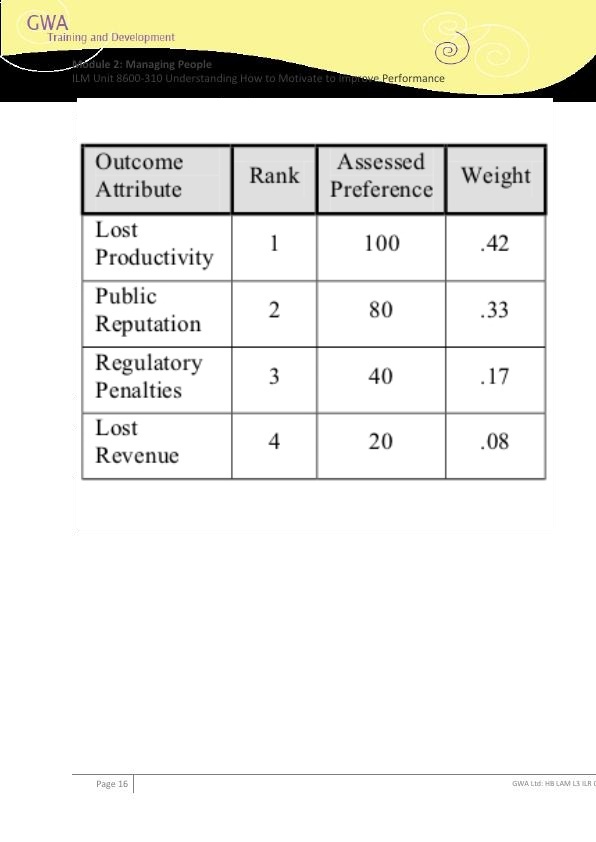 GWA
Training and Development
Module 2: Managing People
ILM Unit 8600-310 Understanding How to Motivate to Improve Performance
Outcome Attribute Rank Assessed Preference Weight
Lost Productivity 1 100 .42
Public Reputation 2 80 .33
Regulatory Penalties 3 40 .17
Lost Revenue 4 20 .08
Page 16
GWA Ltd: HB LAM L3 ILR